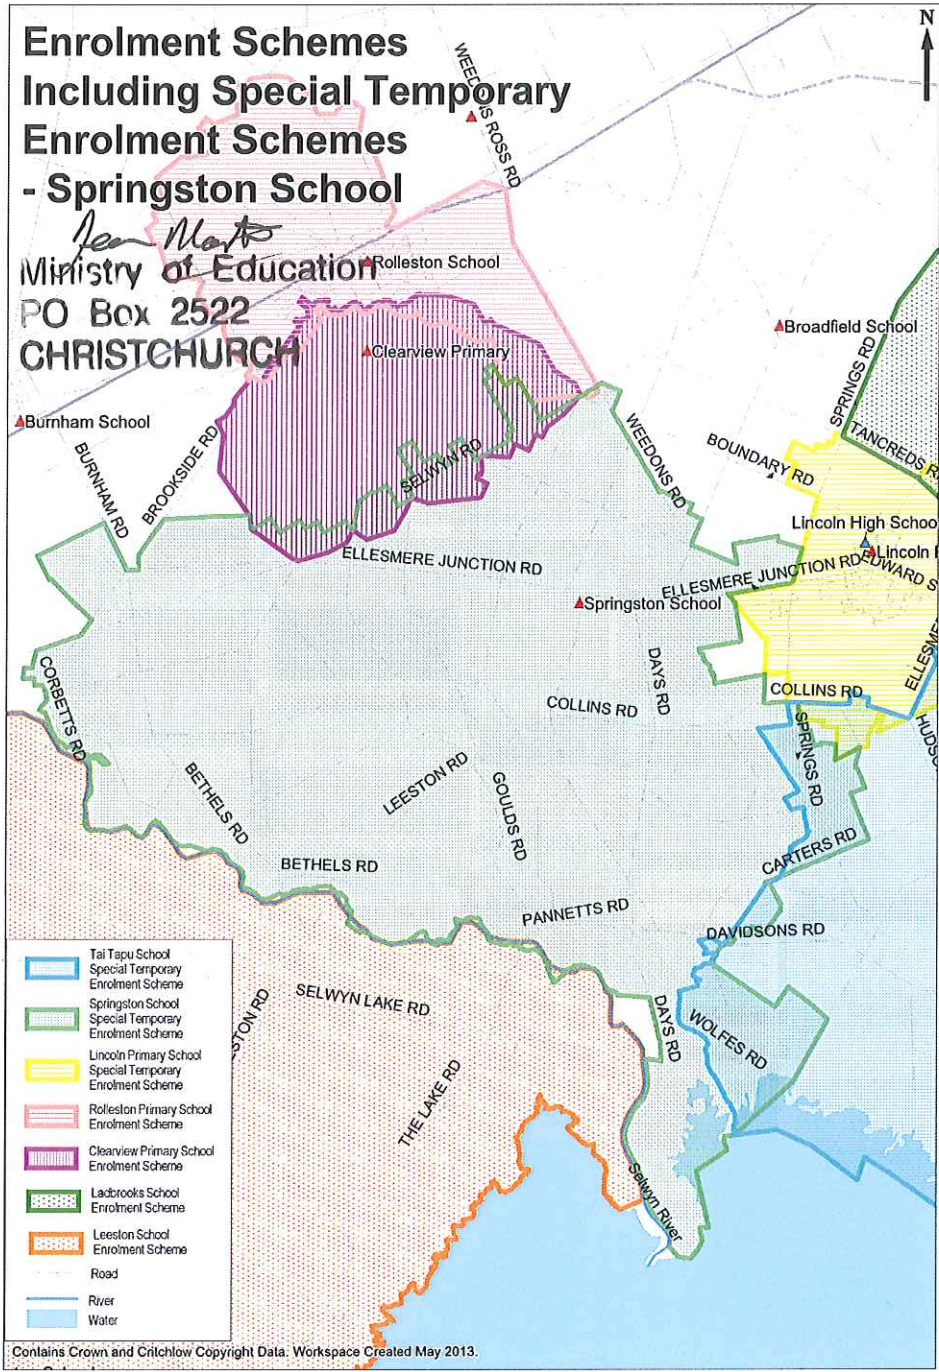 Enrolment Schemes
Including Special Temporary
Enrolment Schemes
- Springston School
Ministry of Education
PO Box 2522
CHRISTCHURCH
N
WEEDONS ROSS RD
Rolleston School
Clearview Primary
Broadfield School
SPRINGS RD
TANCREDS R
Burnham School
BURNHAM RD
BROOKSIDE RD
SELWYN RD
WEEDONS RD
BOUNDARY RD
Lincoln High School
Lincoln
ELLESMERE JUNCTION RD
ELLESMERE JUNCTION RD
EDWARD S
Springston School
ELLESME
CORBETTS RD
DAYS RD
COLLINS RD
COLLINS RD
HUDSO
SPRINGS RD
BETHELS RD
LEESTON RD
GOULDS RD
CARTERS RD
BETHELS RD
PANNETTS RD
DAVIDSONS RD
SELWYN LAKE RD
STON RD
DAYS RD
WOLFES RD
THE LAKE RD
Selwyn River
Tai Tapu School
Special Temporary
Enrolment Scheme
Springston School
Special Temporary
Enrolment Scheme
Lincoln Primary School
Special Temporary
Enrolment Scheme
Rolleston Primary School
Enrolment Scheme
Clearview Primary School
Enrolment Scheme
Ladbrooks School
Enrolment Scheme
Leeston School
Enrolment Scheme
Road
River
Water
Contains Crown and Critchlow Copyright Data. Workspace Created May 2013.